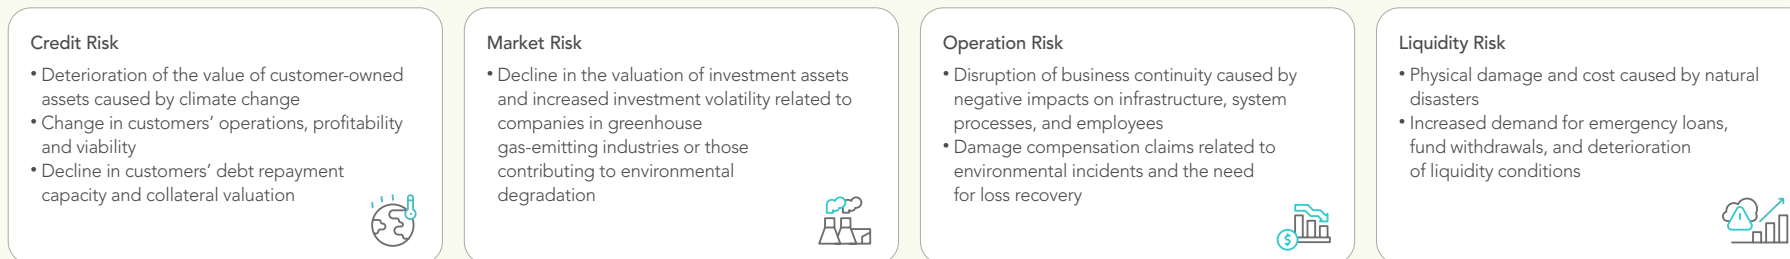 Credit Risk
• Deterioration of the value of customer-owned
assets caused by climate change
• Change in customers' operations, profitability
and viability
• Decline in customers' debt repayment
capacity and collateral valuation
Market Risk
• Decline in the valuation of investment assets
and increased investment volatility related to
companies in greenhouse
gas-emitting industries or those
contributing to environmental
degradation
Operation Risk
• Disruption of business continuity caused by
negative impacts on infrastructure, system
processes, and employees
• Damage compensation claims related to
environmental incidents and the need
for loss recovery
$
Liquidity Risk
• Physical damage and cost caused by natural
disasters
• Increased demand for emergency loans,
fund withdrawals, and deterioration
of liquidity conditions
!